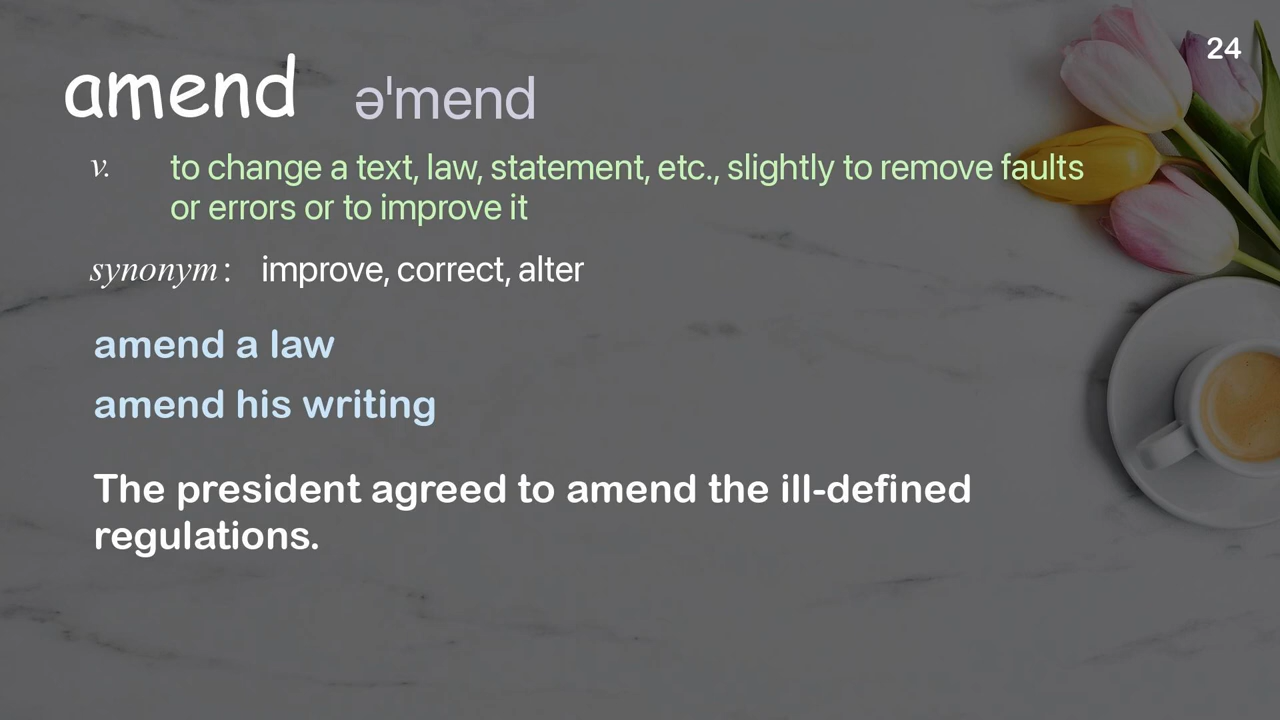 24
amend ə'mend
v. to change a text, law, statement, etc., slightly to remove faults
or errors or to improve it
synonym: improve, correct, alter
amend a law
amend his writing
The president agreed to amend the ill-defined
regulations.